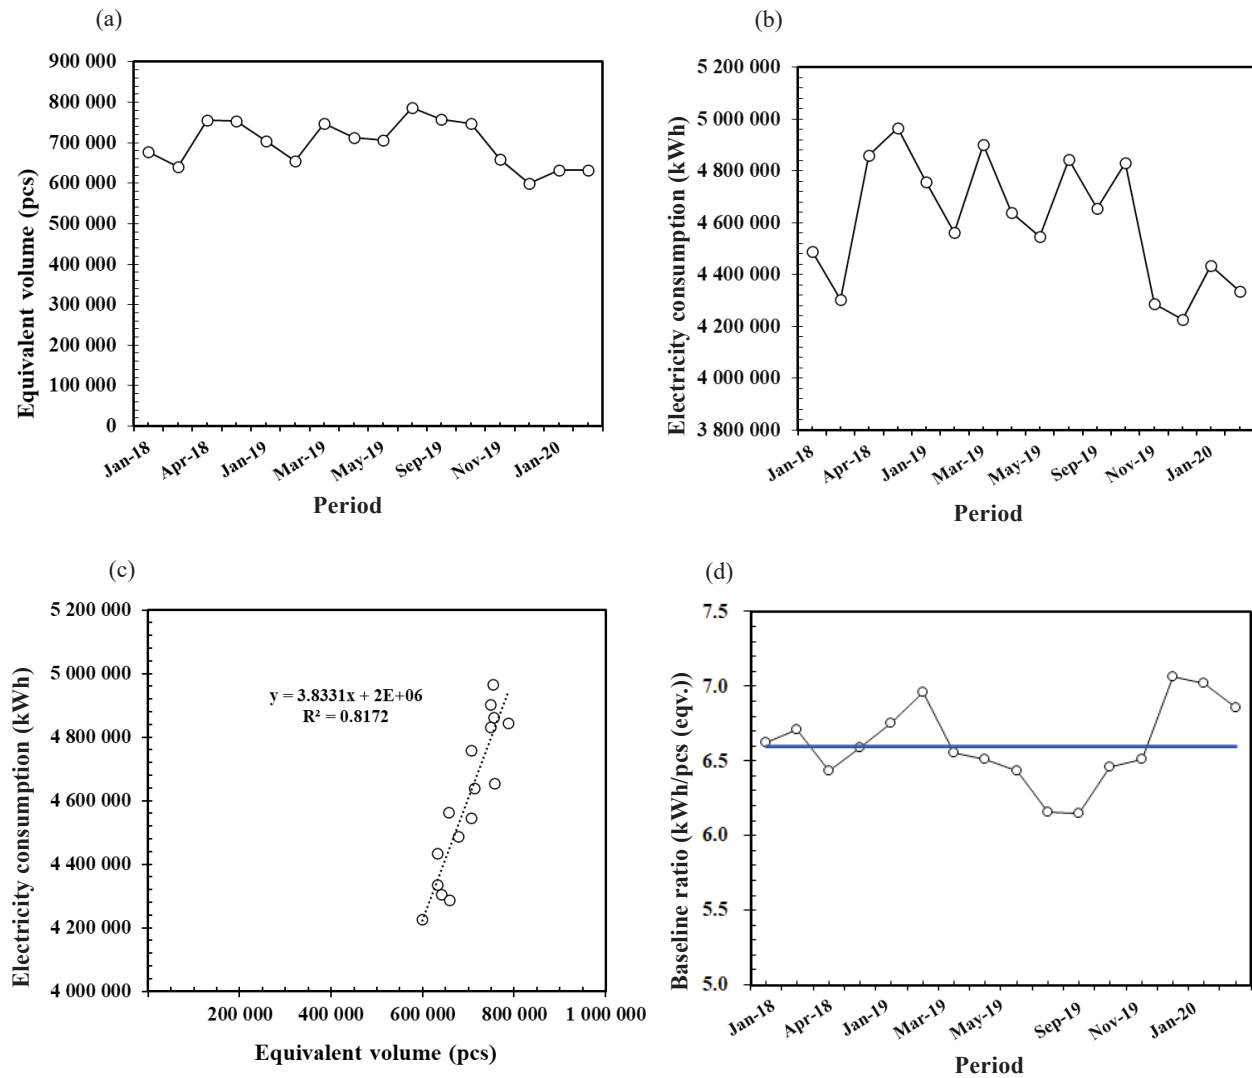 (a)
900 000
800 000
700 000
600 000
500 000
400 000
300 000
200 000
100 000
0
Equivalent volume (pcs)
Jan-18
Apr-18
Jan-19
Mar-19
May-19
Sep-19
Nov-19
Jan-20
Period
(b)
5 200 000
5 000 000
4 800 000
4 600 000
4 400 000
4 200 000
4 000 000
3 800 000
Electricity consumption (kWh)
Jan-18
Apr-18
Jan-19
Mar-19
May-19
Sep-19
Nov-19
Jan-20
Period
(c)
5 200 000
5 000 000
4 800 000
4 600 000
4 400 000
4 200 000
4 000 000
Electricity consumption (kWh)
y = 3.8331x + 2E+06
R² = 0.8172
200 000
400 000
600 000
800 000
1 000 000
Equivalent volume (pcs)
(d)
7.5
7.0
6.5
6.0
5.5
5.0
Baseline ratio (kWh/pcs (eqv.))
Jan-18
Apr-18
Jan-19
Mar-19
May-19
Sep-19
Nov-19
Jan-20
Period